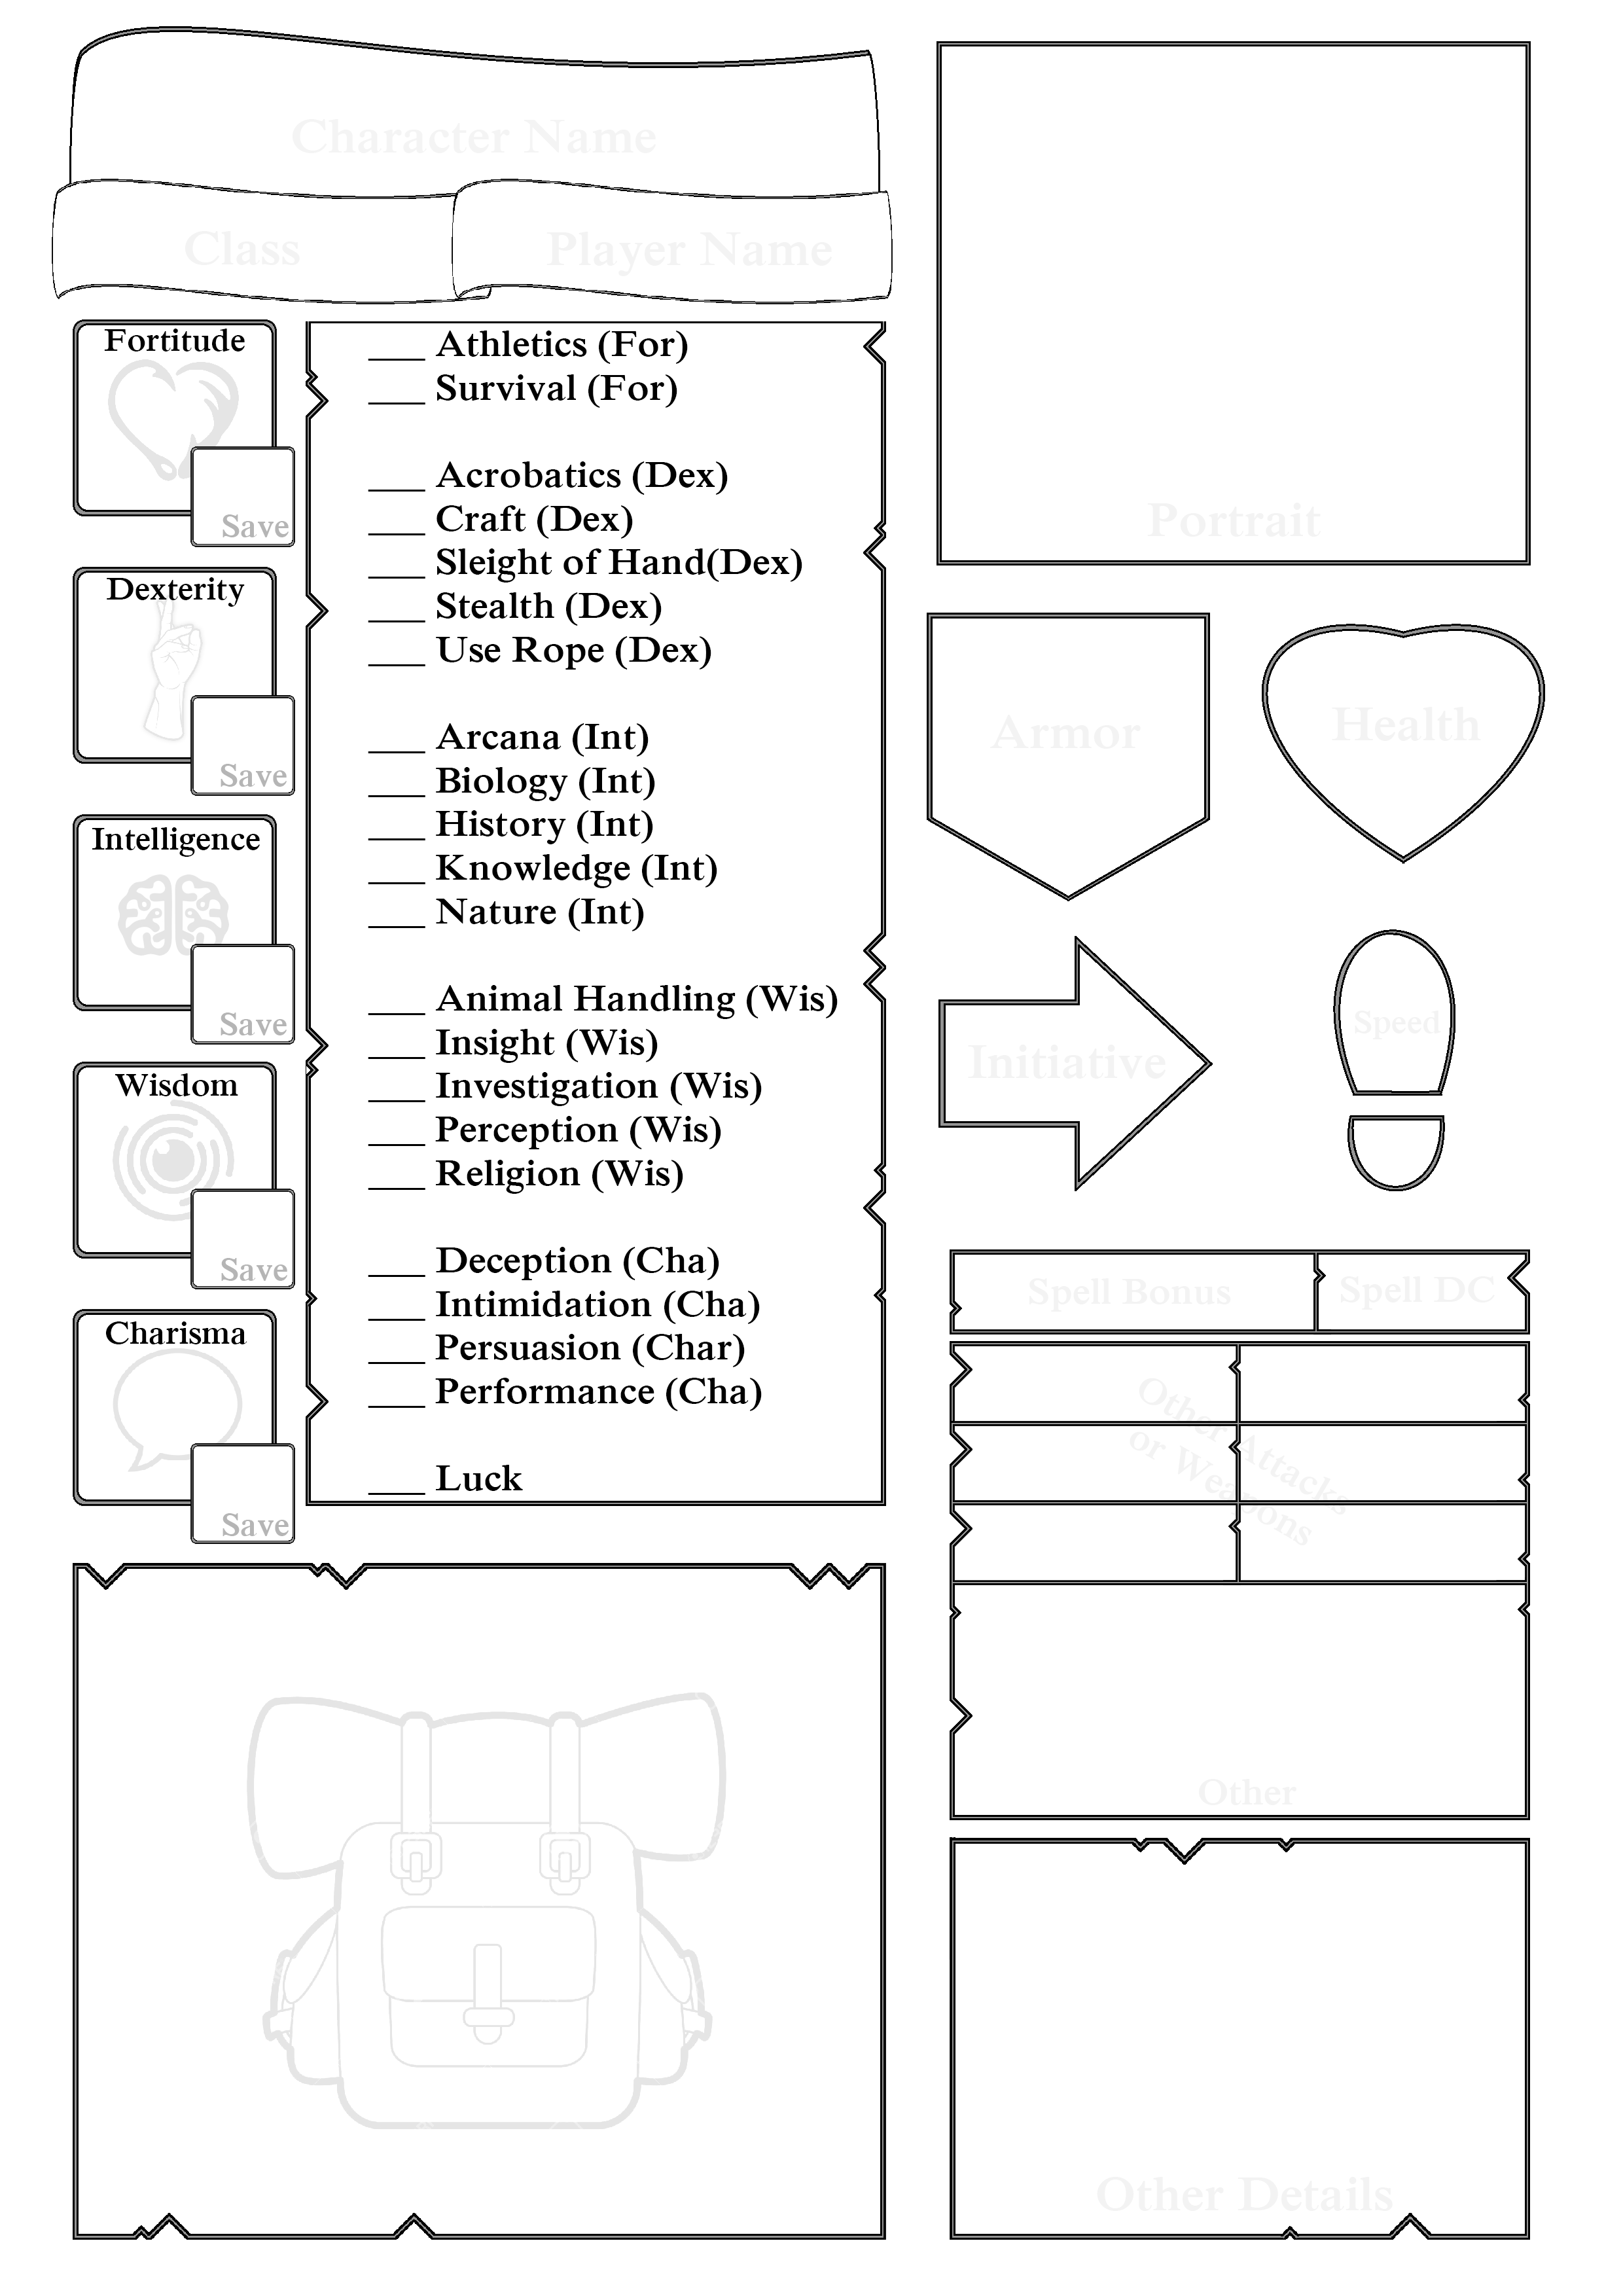 Character Name
Class
Player Name
Portrait
Fortitude
Save
Dexterity
Save
Intelligence
Save
Wisdom
Save
Charisma
Save
___ Athletics (For)
___ Survival (For)
___ Acrobatics (Dex)
___ Craft (Dex)
___ Sleight of Hand(Dex)
___ Stealth (Dex)
___ Use Rope (Dex)
___ Arcana (Int)
___ Biology (Int)
___ History (Int)
___ Knowledge (Int)
___ Nature (Int)
___ Animal Handling (Wis)
___ Insight (Wis)
___ Investigation (Wis)
___ Perception (Wis)
___ Religion (Wis)
___ Deception (Cha)
___ Intimidation (Cha)
___ Persuasion (Char)
___ Performance (Cha)
___ Luck
Armor
Health
Initiative
Speed
Spell Bonus
Spell DC
Other Attacks
or Weapons
Other
Other Details